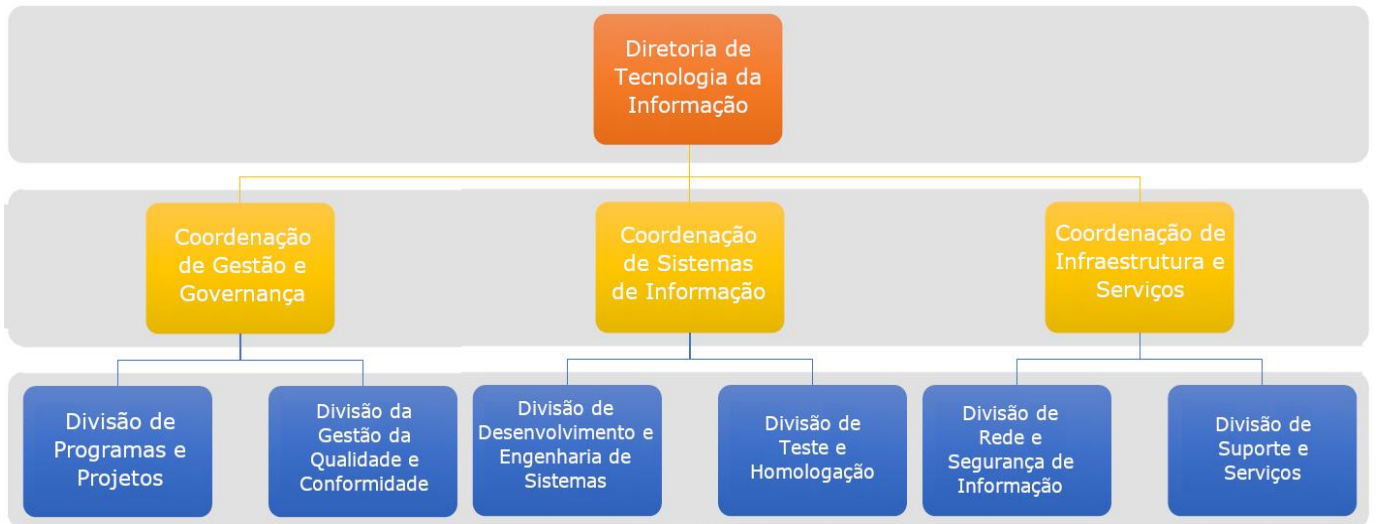 Diretoria de
Tecnologia da
Informação
Coordenação
de Gestão e
Governança
Coordenação
de Sistemas
de Informação
Coordenação de
Infraestrutura e
Serviços
Divisão de
Programas e
Projetos
Divisão da
Gestão da
Qualidade e
Conformidade
Divisão de
Desenvolvimento e
Engenharia de
Sistemas
Divisão de
Teste e
Homologação
Divisão de
Rede e
Segurança de
Informação
Divisão de
Suporte e
Serviços